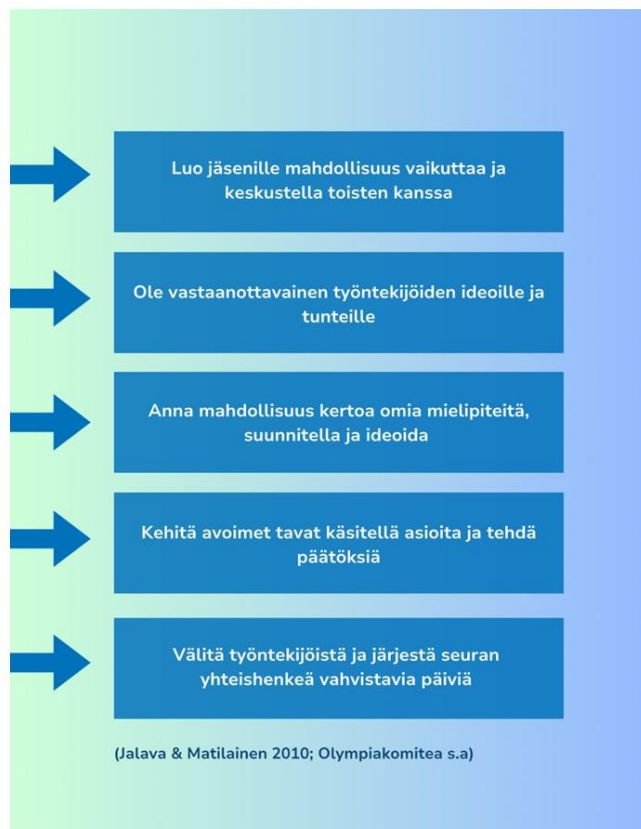 Luo jäsenille mahdollisuus vaikuttaa ja
keskustella toisten kanssa
Ole vastaanottavainen työntekijöiden ideoille ja
tunteille
Anna mahdollisuus kertoa omia mielipiteitä,
suunnitella ja ideoida
Kehitä avoimet tavat käsitellä asioita ja tehdä
päätöksiä
Välitä työntekijöistä ja järjestä seuran
yhteishenkeä vahvistavia päiviä
(Jalava & Matilainen 2010; Olympiakomitea s.a)